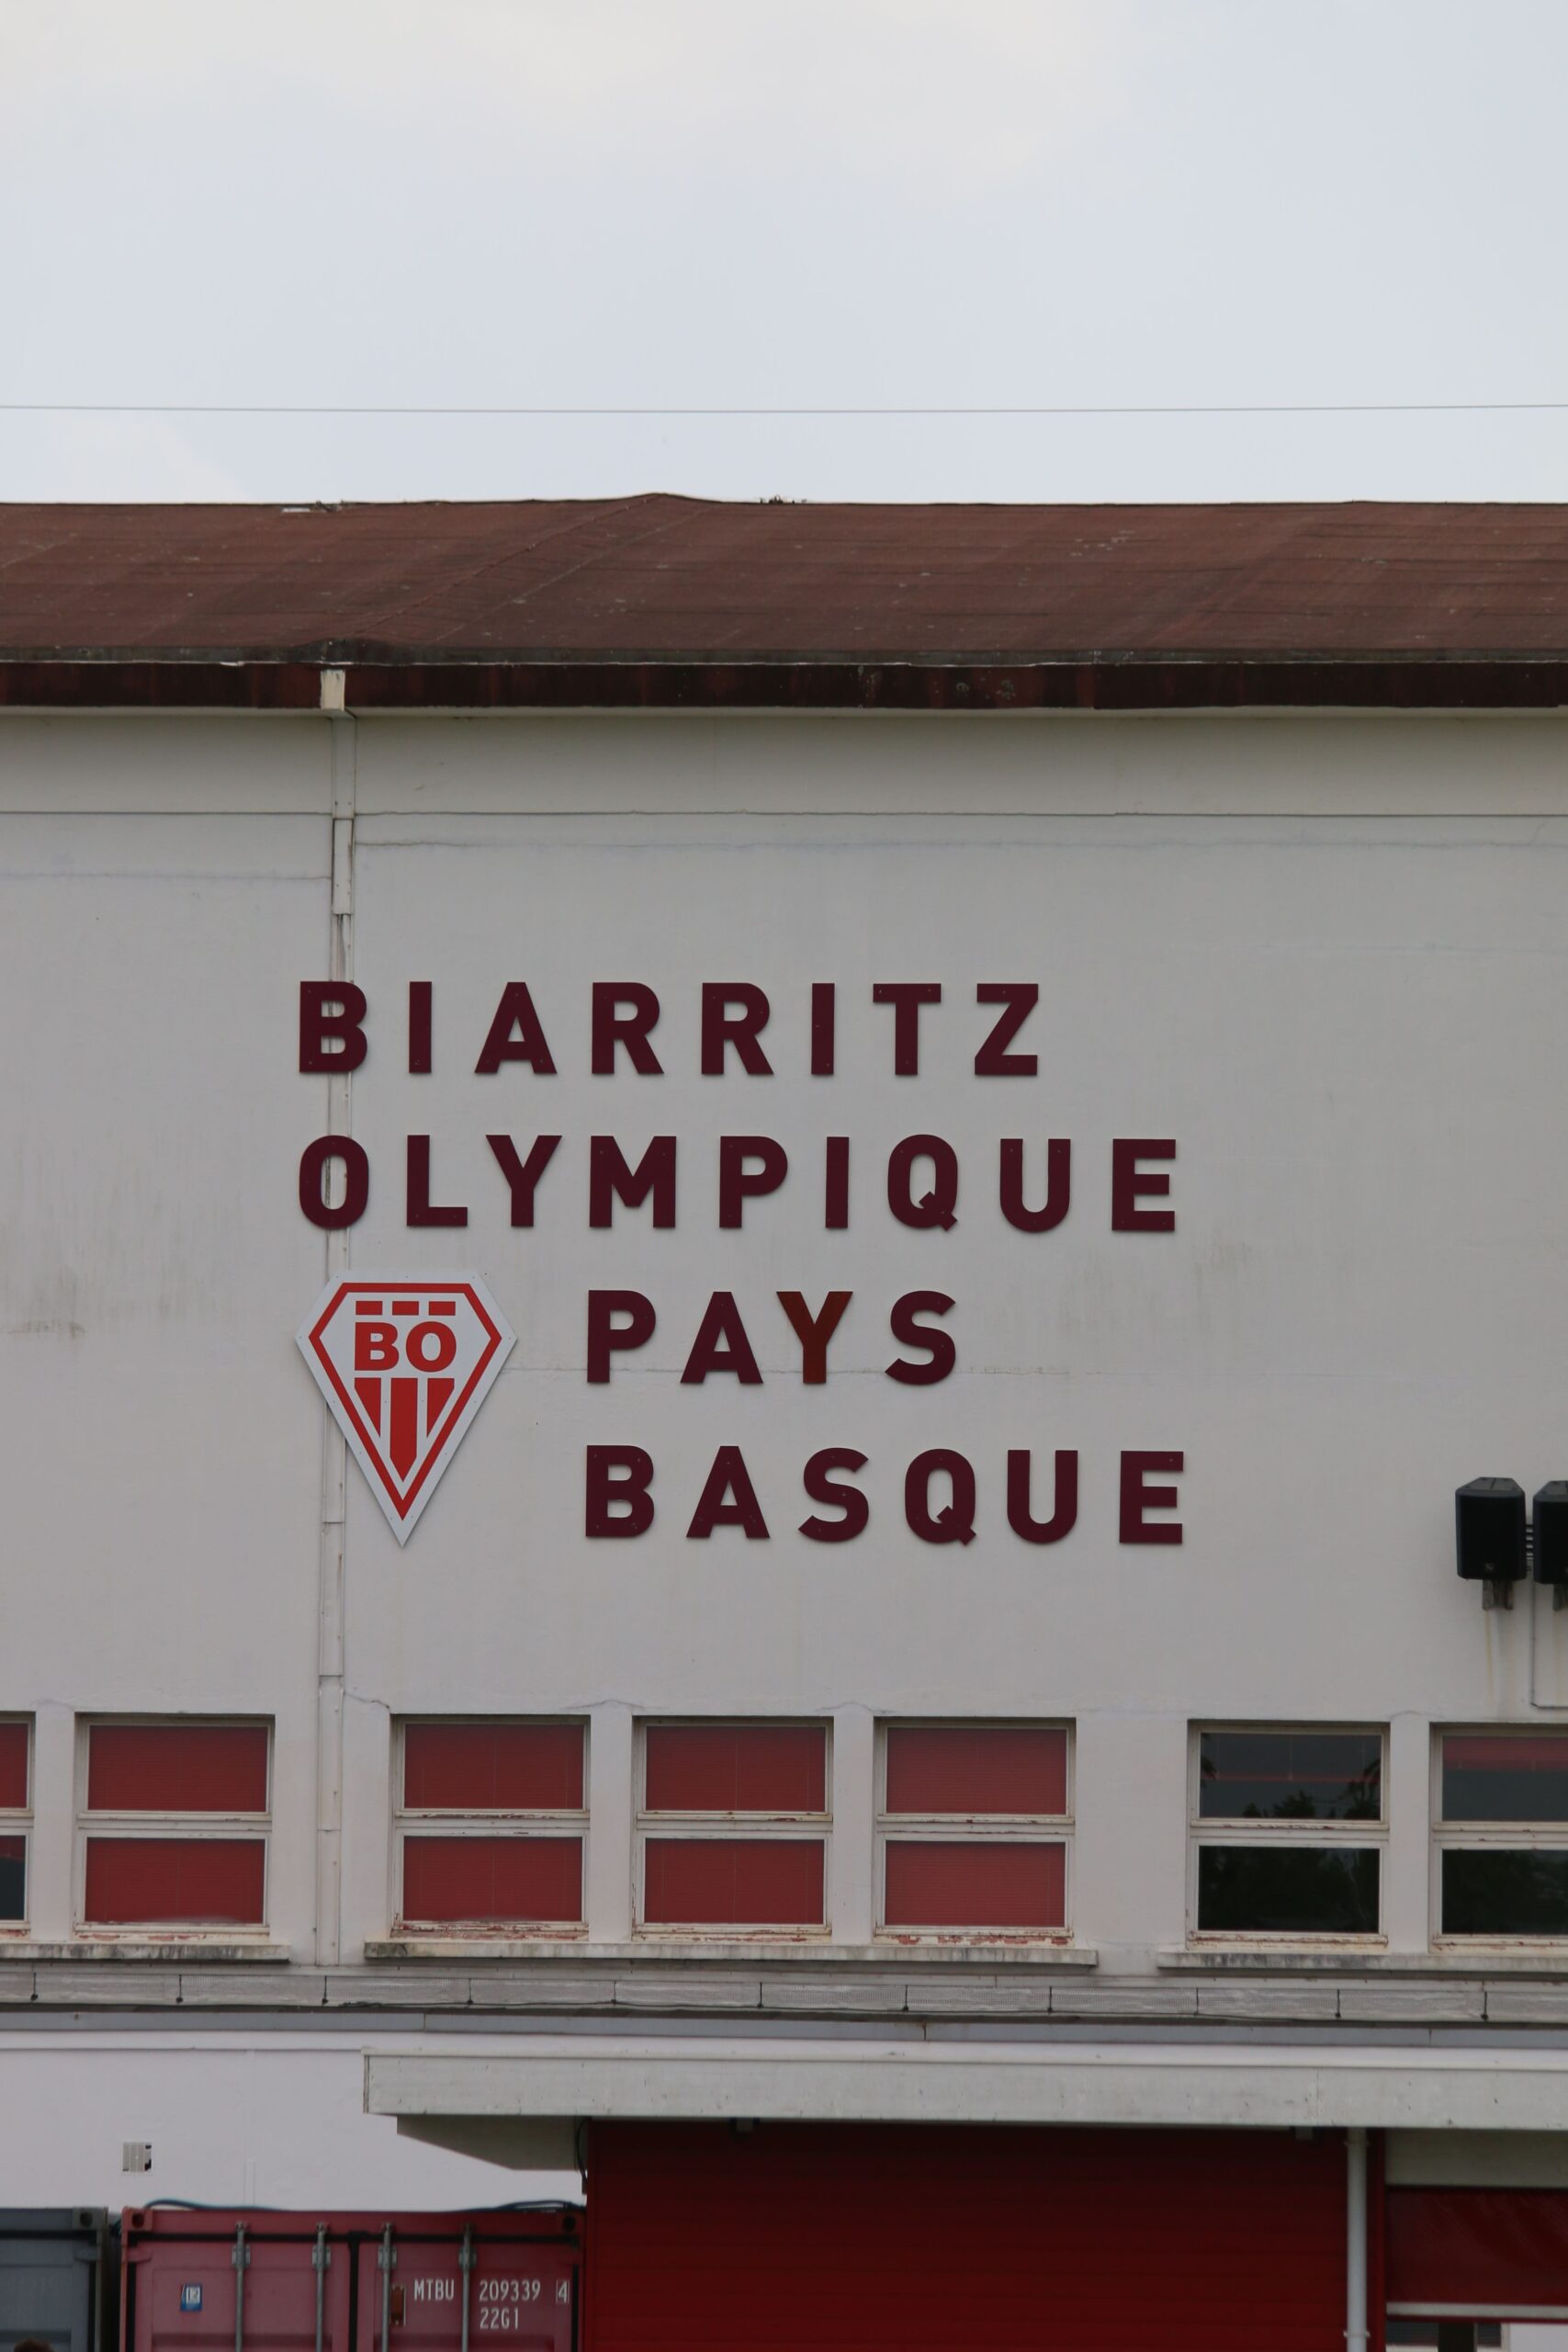 BIARRITZ
OLYMPIQUE
BO
PAYS
BASQUE
MTBU 209339 4
22G1